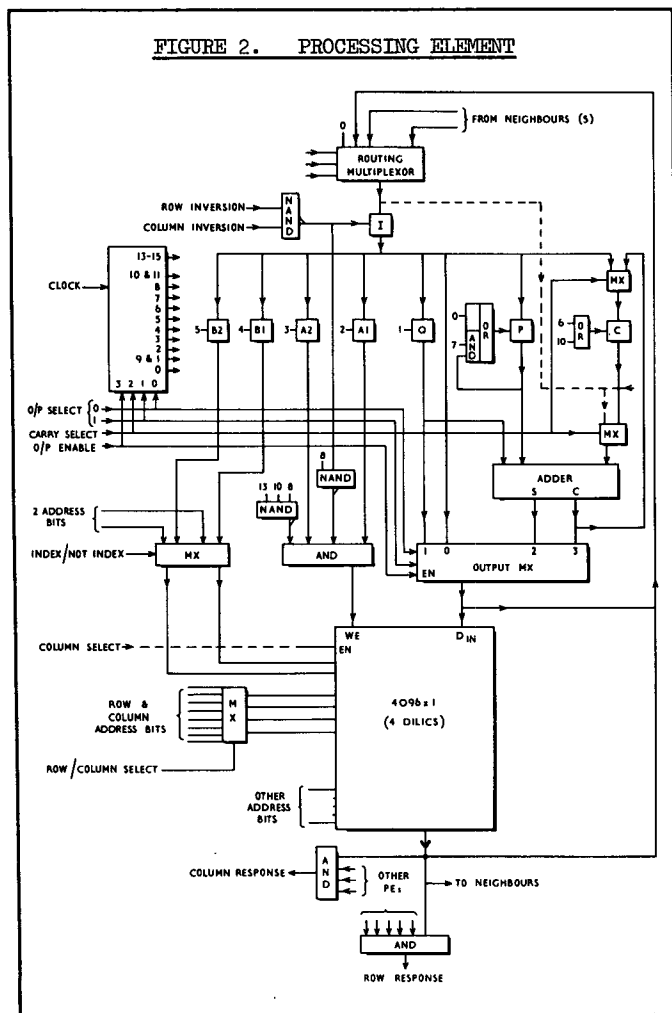 FIGURE 2. PROCESSING ELEMENT
FROM NEIGHBOURS (5)
0
ROUTING
MULTIPLEXOR
ROW INVERSION
COLUMN INVERSION
NAND
I
CLOCK
13-15
10 & 11
8
7
6
5
4
3
2
9 & 1
0
3 2 1 0
5
B2
4
B1
3
A2
2
A1
1
Q
0
7
AND
OR
P
MX
6
10
OR
C
O/P SELECT 0
1
CARRY SELECT
O/P ENABLE
MX
ADDER
S C
8
NAND
13 10 8
NAND
2 ADDRESS
BITS
INDEX/NOT INDEX
MX
AND
1 0 2 3
EN OUTPUT MX
COLUMN SELECT
WE
EN
D IN
4096 x 1
(4 DILICS)
ROW &
COLUMN
ADDRESS BITS
MX
ROW/COLUMN SELECT
OTHER
ADDRESS
BITS
COLUMN RESPONSE
AND
OTHER
PEs
TO NEIGHBOURS
AND
ROW RESPONSE